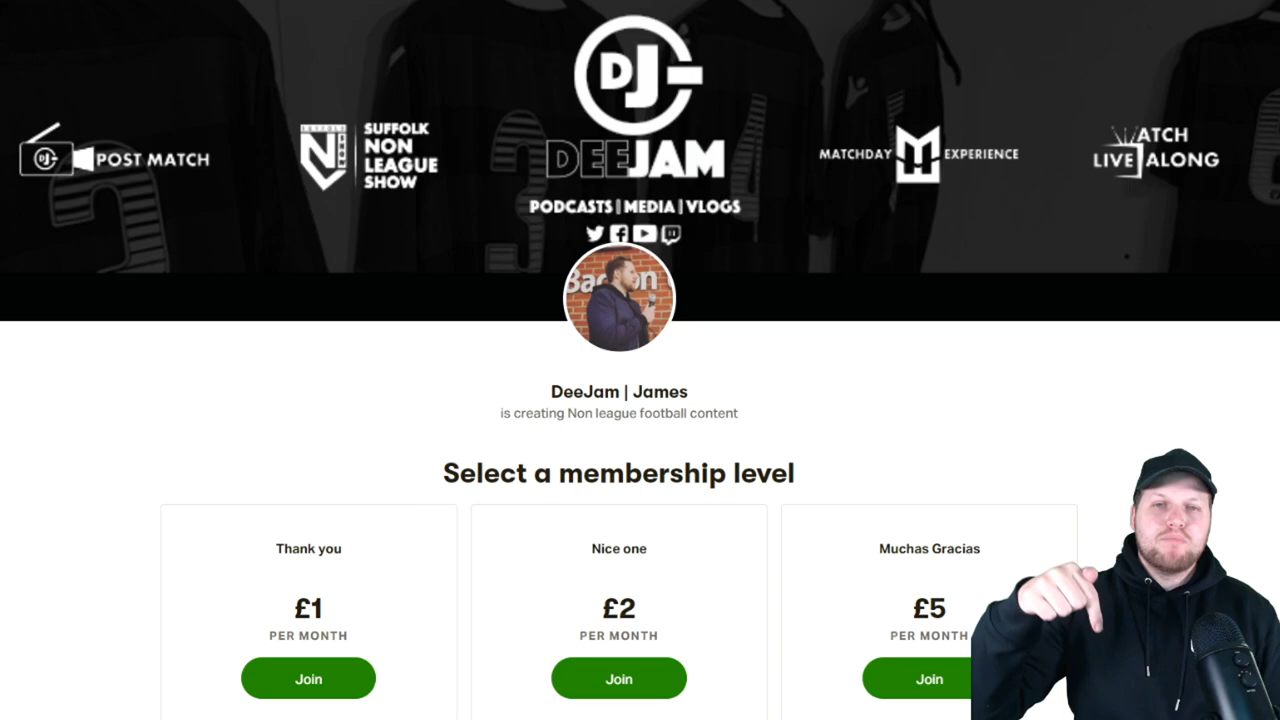 DJ
DEEJAM
PODCASTS | MEDIA | VLOGS
POST MATCH
SUFFOLK
NON
LEAGUE
SHOW
MATCHDAY EXPERIENCE
WATCH
LIVE ALONG
DeeJam | James
is creating Non league football content
Select a membership level
Thank you
£1
PER MONTH
Join
Nice one
£2
PER MONTH
Join
Muchas Gracias
£5
PER MONTH
Join